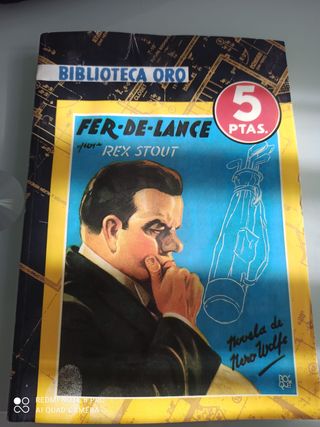 BIBLIOTECA ORO
5
PTAS.
FER-DE-LANCE
por
REX STOUT
Novela de
Nero Wolfe
REDMI NOTE 8 PRO
AI QUAD CAMERA